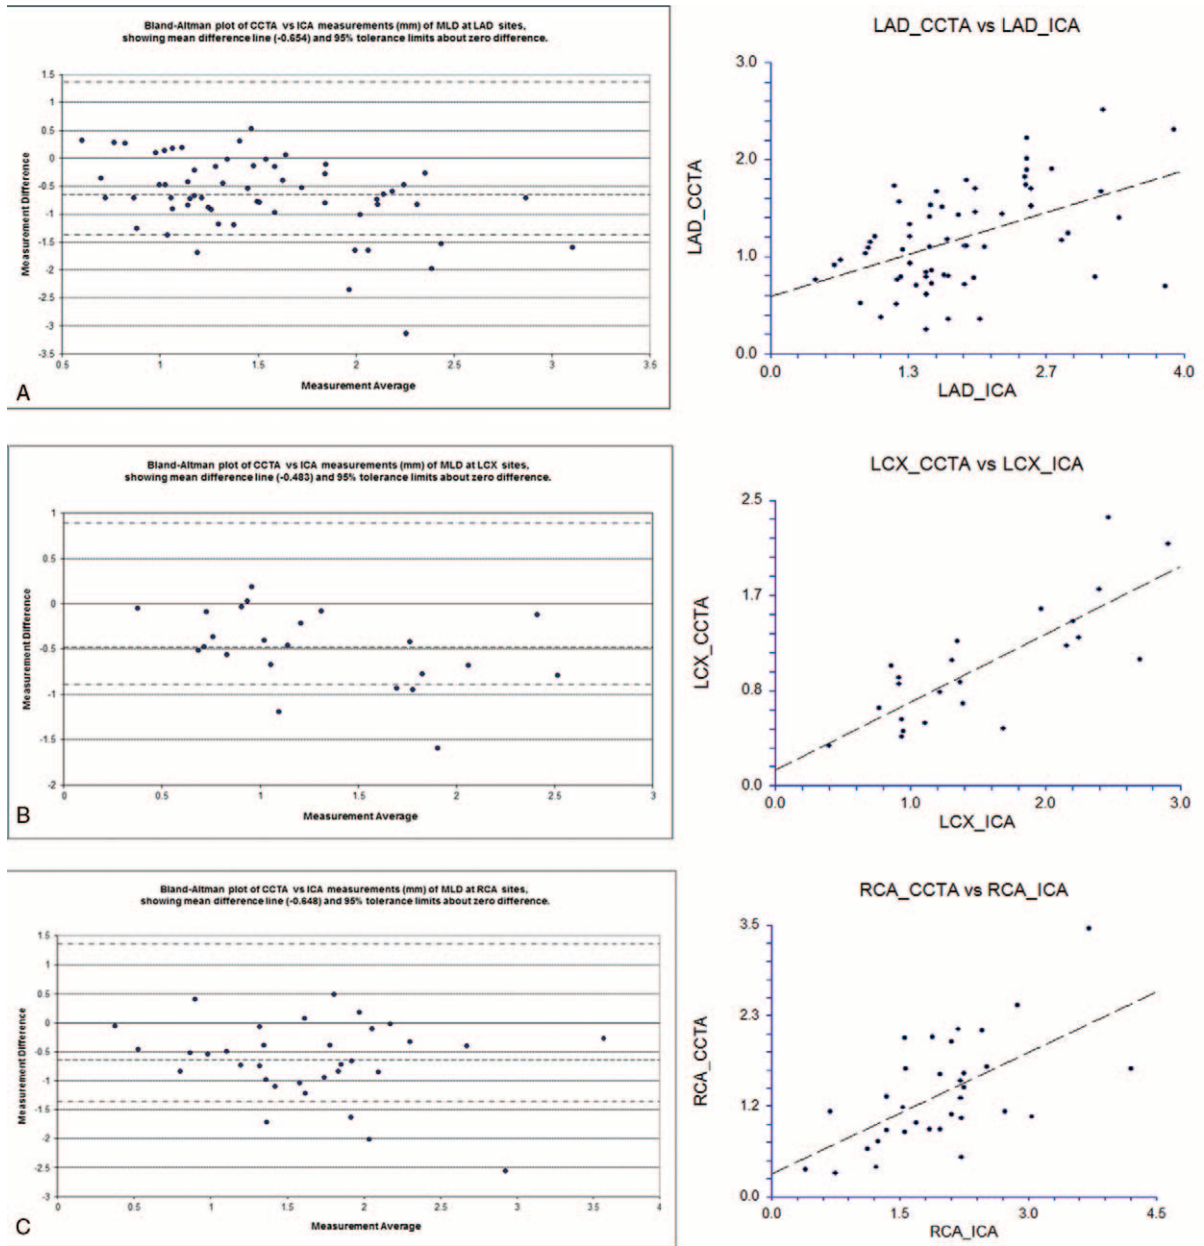 Bland-Altman plot of CCTA vs ICA measurements (mm) of MLD at LAD sites,
showing mean difference line (-0.654) and 95% tolerance limits about zero difference.
Measurement Difference
1.5
1
0.5
0
-0.5
-1
-1.5
-2
-2.5
-3
-3.5
0.5 1 1.5 2 2.5 3 3.5
Measurement Average
A
LAD_CCTA vs LAD_ICA
LAD_CCTA
3.0
2.0
1.0
0.0
0.0 1.3 2.7 4.0
LAD_ICA
Bland-Altman plot of CCTA vs ICA measurements (mm) of MLD at LCX sites,
showing mean difference line (-0.483) and 95% tolerance limits about zero difference.
Measurement Difference
1
0.5
0
-0.5
-1
-1.5
-2
0 0.5 1 1.5 2 2.5 3
Measurement Average
B
LCX_CCTA vs LCX_ICA
LCX_CCTA
2.5
1.7
0.8
0.0
0.0 1.0 2.0 3.0
LCX_ICA
Bland-Altman plot of CCTA vs ICA measurements (mm) of MLD at RCA sites,
showing mean difference line (-0.648) and 95% tolerance limits about zero difference.
Measurement Difference
1.5
1
0.5
0
-0.5
-1
-1.5
-2
-2.5
-3
0 0.5 1 1.5 2 2.5 3 3.5 4
Measurement Average
C
RCA_CCTA vs RCA_ICA
RCA_CCTA
3.5
2.3
1.2
0.0
0.0 1.5 3.0 4.5
RCA_ICA